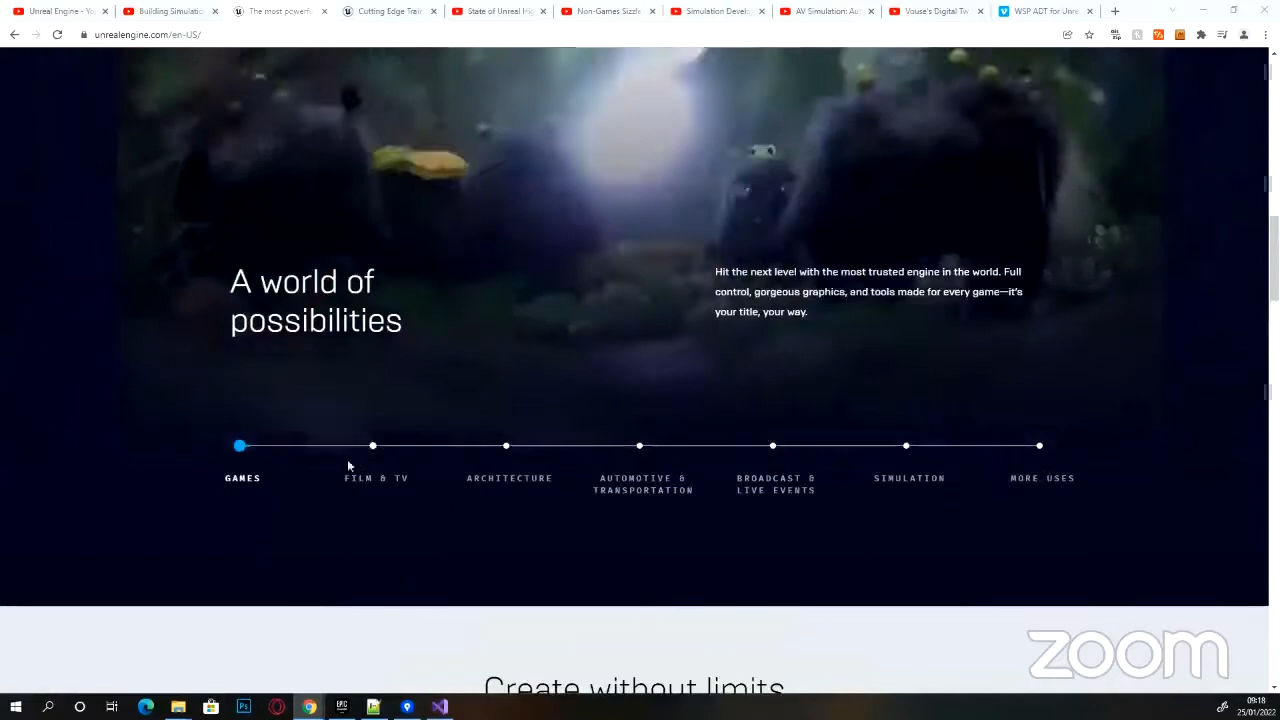 Unreal Engine - Yo
Building Simulatio
The most powerfu
Cutting Edge Train
State of Unreal Hig
Non-Games Sizzle
Simulation Develo
AV Simulation: Au
Vouse's Digital Tw
WSP ADT for Unre
unrealengine.com/en-US/
A world of
possibilities
Hit the next level with the most trusted engine in the world. Full
control, gorgeous graphics, and tools made for every game—it's
your title, your way.
GAMES
FILM & TV
ARCHITECTURE
AUTOMOTIVE &
TRANSPORTATION
BROADCAST &
LIVE EVENTS
SIMULATION
MORE USES
Create without limits
zoom
09:18
25/01/2022